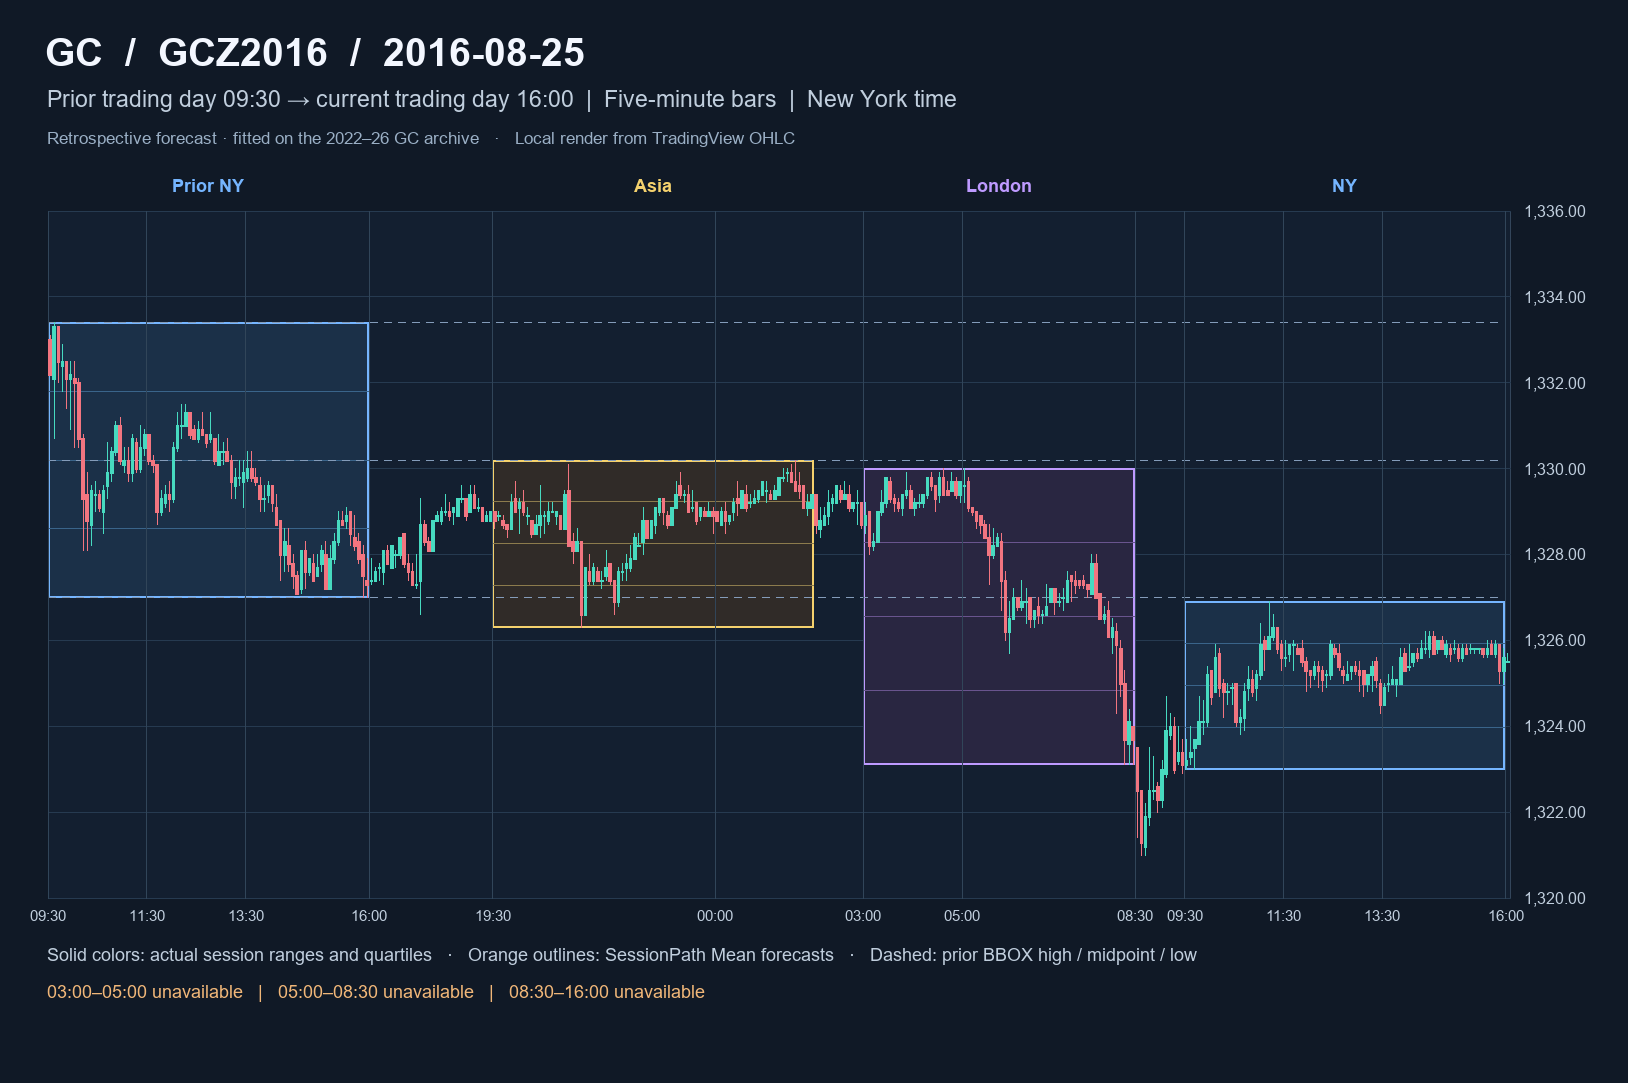 GC / GCZ2016 / 2016-08-25
Prior trading day 09:30 → current trading day 16:00 | Five-minute bars | New York time
Retrospective forecast · fitted on the 2022–26 GC archive · Local render from TradingView OHLC
Prior NY Asia London NY
1,336.00
1,334.00
1,332.00
1,330.00
1,328.00
1,326.00
1,324.00
1,322.00
1,320.00
09:30 11:30 13:30 16:00 19:30 00:00 03:00 05:00 08:30 09:30 11:30 13:30 16:00
Solid colors: actual session ranges and quartiles · Orange outlines: SessionPath Mean forecasts · Dashed: prior BBOX high / midpoint / low
03:00–05:00 unavailable | 05:00–08:30 unavailable | 08:30–16:00 unavailable